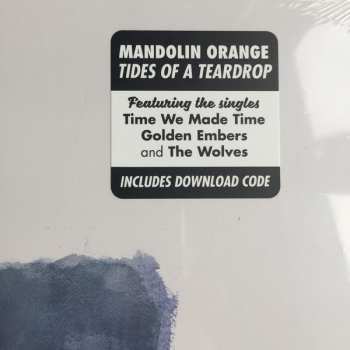 MANDOLIN ORANGE
TIDES OF A TEARDROP
Featuring the singles
Time We Made Time
Golden Embers
and The Wolves
INCLUDES DOWNLOAD CODE